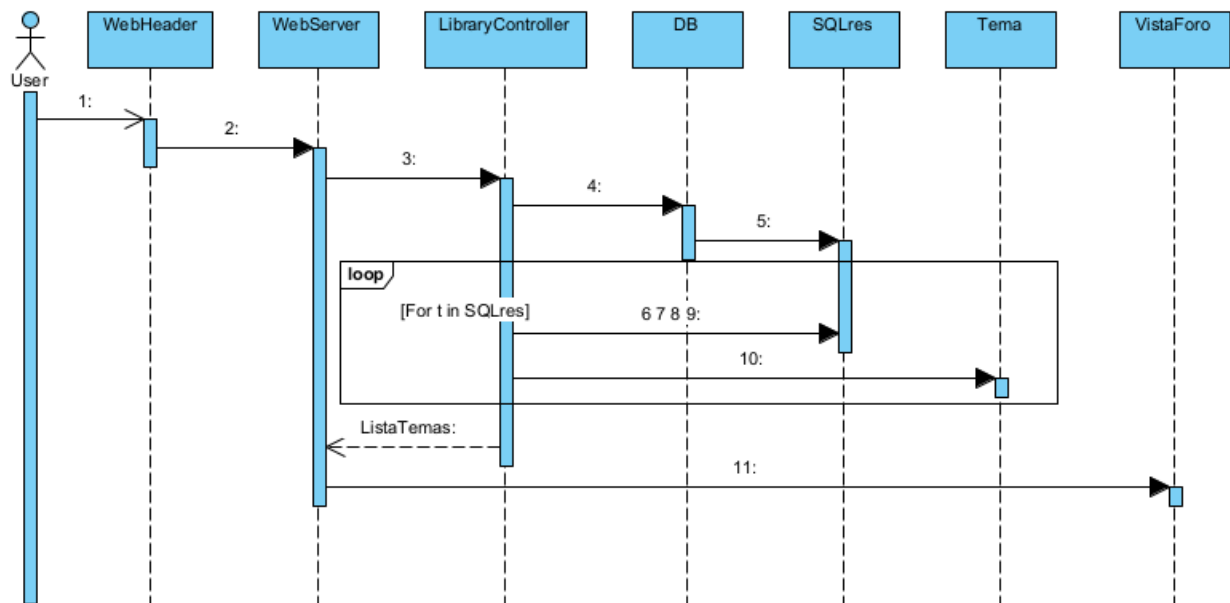 WebHeader
WebServer
LibraryController
DB
SQLres
Tema
VistaForo
User
1:
2:
3:
4:
5:
loop
[For t in SQLres]
6 7 8 9:
10:
ListaTemas:
11: